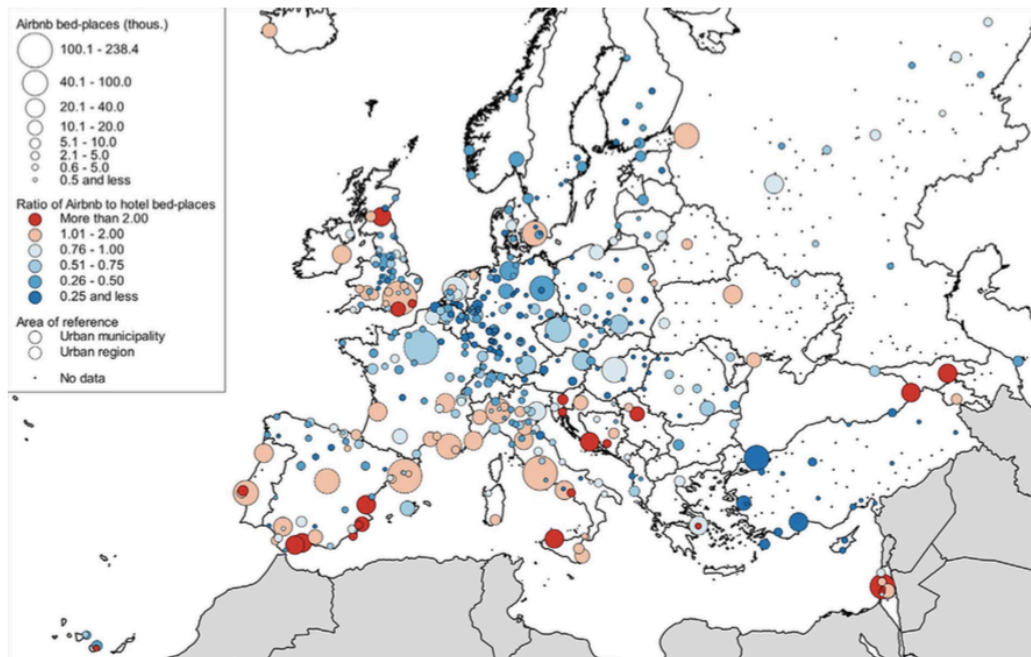 Airbnb bed-places (thous.)
100.1 - 238.4
40.1 - 100.0
20.1 - 40.0
10.1 - 20.0
5.1 - 10.0
2.1 - 5.0
0.6 - 5.0
0.5 and less
Ratio of Airbnb to hotel bed-places
More than 2.00
1.01 - 2.00
0.76 - 1.00
0.51 - 0.75
0.26 - 0.50
0.25 and less
Area of reference
Urban municipality
Urban region
No data